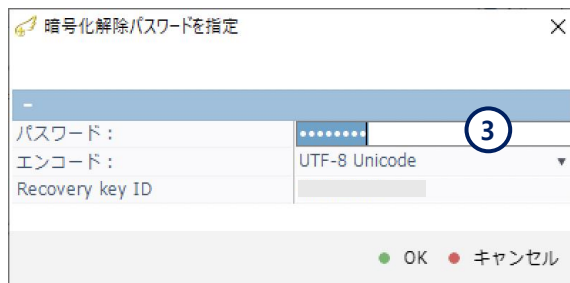 暗号化解除パスワードを指定
-
パスワード：
③
エンコード：
UTF-8 Unicode
Recovery key ID
OK
キャンセル